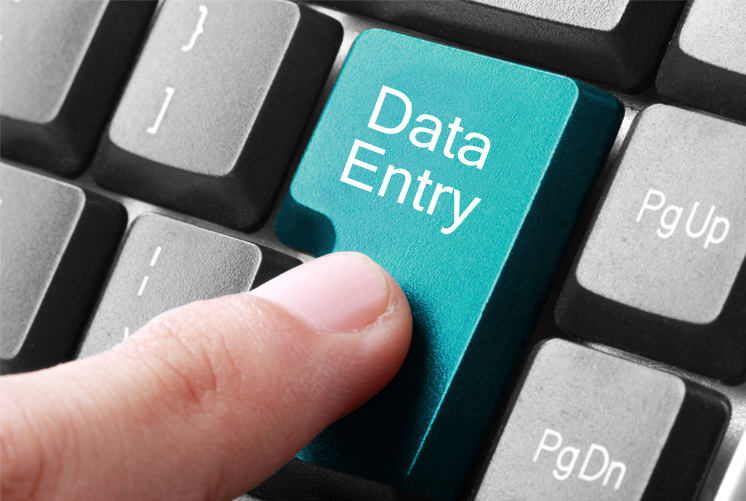 }
]
Data
Entry
PgUp
|
PgDn